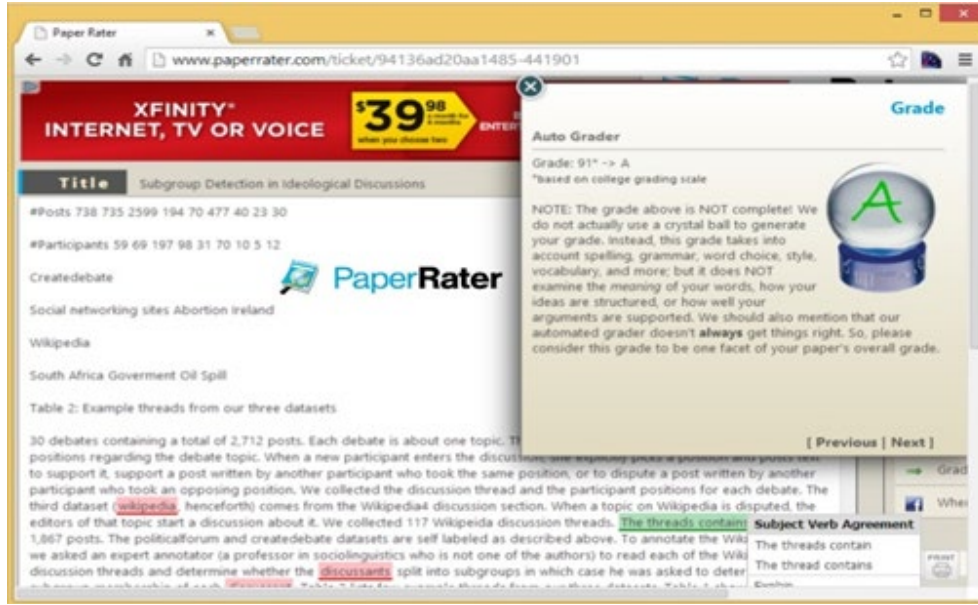 Paper Rater
www.paperrater.com/ticket/94136ad20aa1485-441901
XFINITY®
INTERNET, TV OR VOICE
$39.98
a month for
when you choose two
Title
Subgroup Detection in Ideological Discussions
#Posts 738 735 2599 194 70 477 40 23 30
#Participants 59 69 197 98 31 70 10 5 12
Createdebate
PaperRater
Social networking sites Abortion Ireland
Wikipedia
South Africa Goverment Oil Spill
Table 2: Example threads from our three datasets
30 debates containing a total of 2,712 posts. Each debate is about one topic.
positions regarding the debate topic. When a new participant enters the discussion, she explicitly picks a position and posts text
to support it, support a post written by another participant who took the same position, or to dispute a post written by another
participant who took an opposing position. We collected the discussion thread and the participant positions for each debate. The
third dataset (wikipedia, henceforth) comes from the Wikipedia4 discussion section. When a topic on Wikipedia is disputed, the
editors of that topic start a discussion about it. We collected 117 Wikipeida discussion threads. The threads contains
1,867 posts. The politicalforum and createdebate datasets are self labeled as described above. To annotate the Wiki
we asked an expert annotator (a professor in sociolinguistics who is not one of the authors) to read each of the Wiki
discussion threads and determine whether the discussants split into subgroups in which case he was asked to deter
Grade
Auto Grader
Grade: 91* -> A
*based on college grading scale
A
NOTE: The grade above is NOT complete! We
do not actually use a crystal ball to generate
your grade. Instead, this grade takes into
account spelling, grammar, word choice, style,
vocabulary, and more; but it does NOT
examine the meaning of your words, how your
ideas are structured, or how well your
arguments are supported. We should also mention that our
automated grader doesn't always get things right. So, please
consider this grade to be one facet of your paper's overall grade.
[ Previous | Next ]
Grad
Subject Verb Agreement
The threads contain
The thread contains
Explain
PRINT